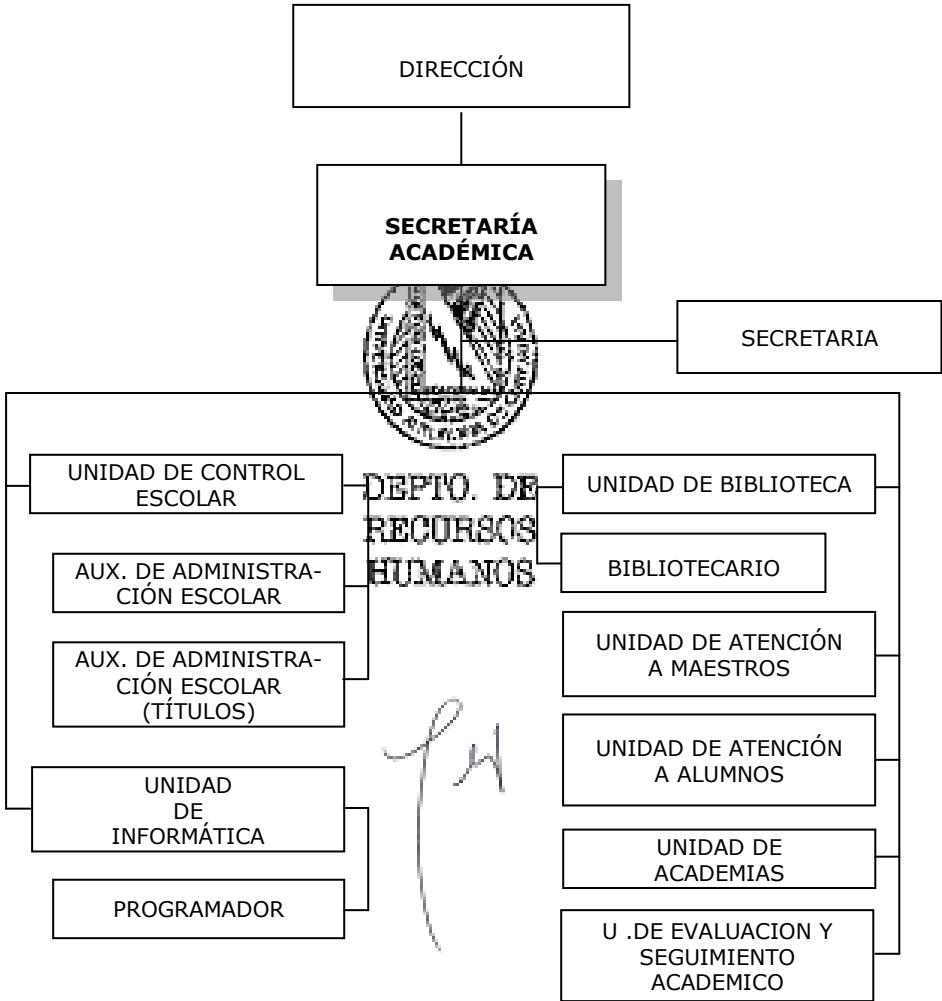 DIRECCIÓN
SECRETARÍA
ACADÉMICA
SECRETARIA
UNIDAD DE CONTROL
ESCOLAR
AUX. DE ADMINISTRA-
CIÓN ESCOLAR
AUX. DE ADMINISTRA-
CIÓN ESCOLAR
(TÍTULOS)
UNIDAD
DE
INFORMÁTICA
PROGRAMADOR
DEPTO. DE
RECURSOS
HUMANOS
UNIDAD DE BIBLIOTECA
BIBLIOTECARIO
UNIDAD DE ATENCIÓN
A MAESTROS
UNIDAD DE ATENCIÓN
A ALUMNOS
UNIDAD DE
ACADEMIAS
U .DE EVALUACION Y
SEGUIMIENTO
ACADEMICO